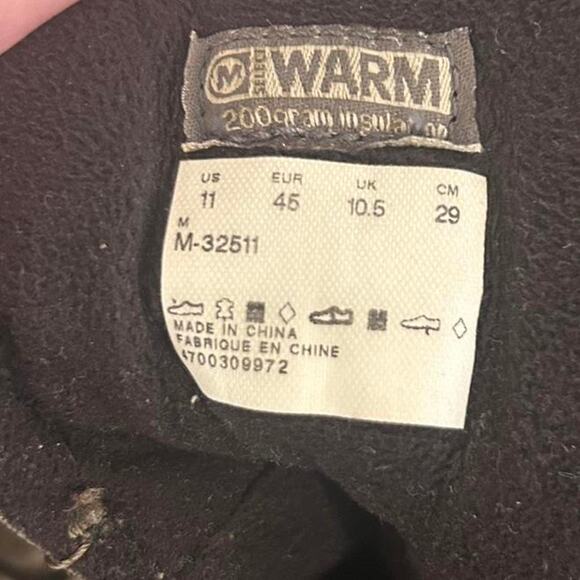 M SELECT WARM
200gram insulation
US EUR UK CM
11 45 10.5 29
M
M-32511
MADE IN CHINA
FABRIQUE EN CHINE
4700309972